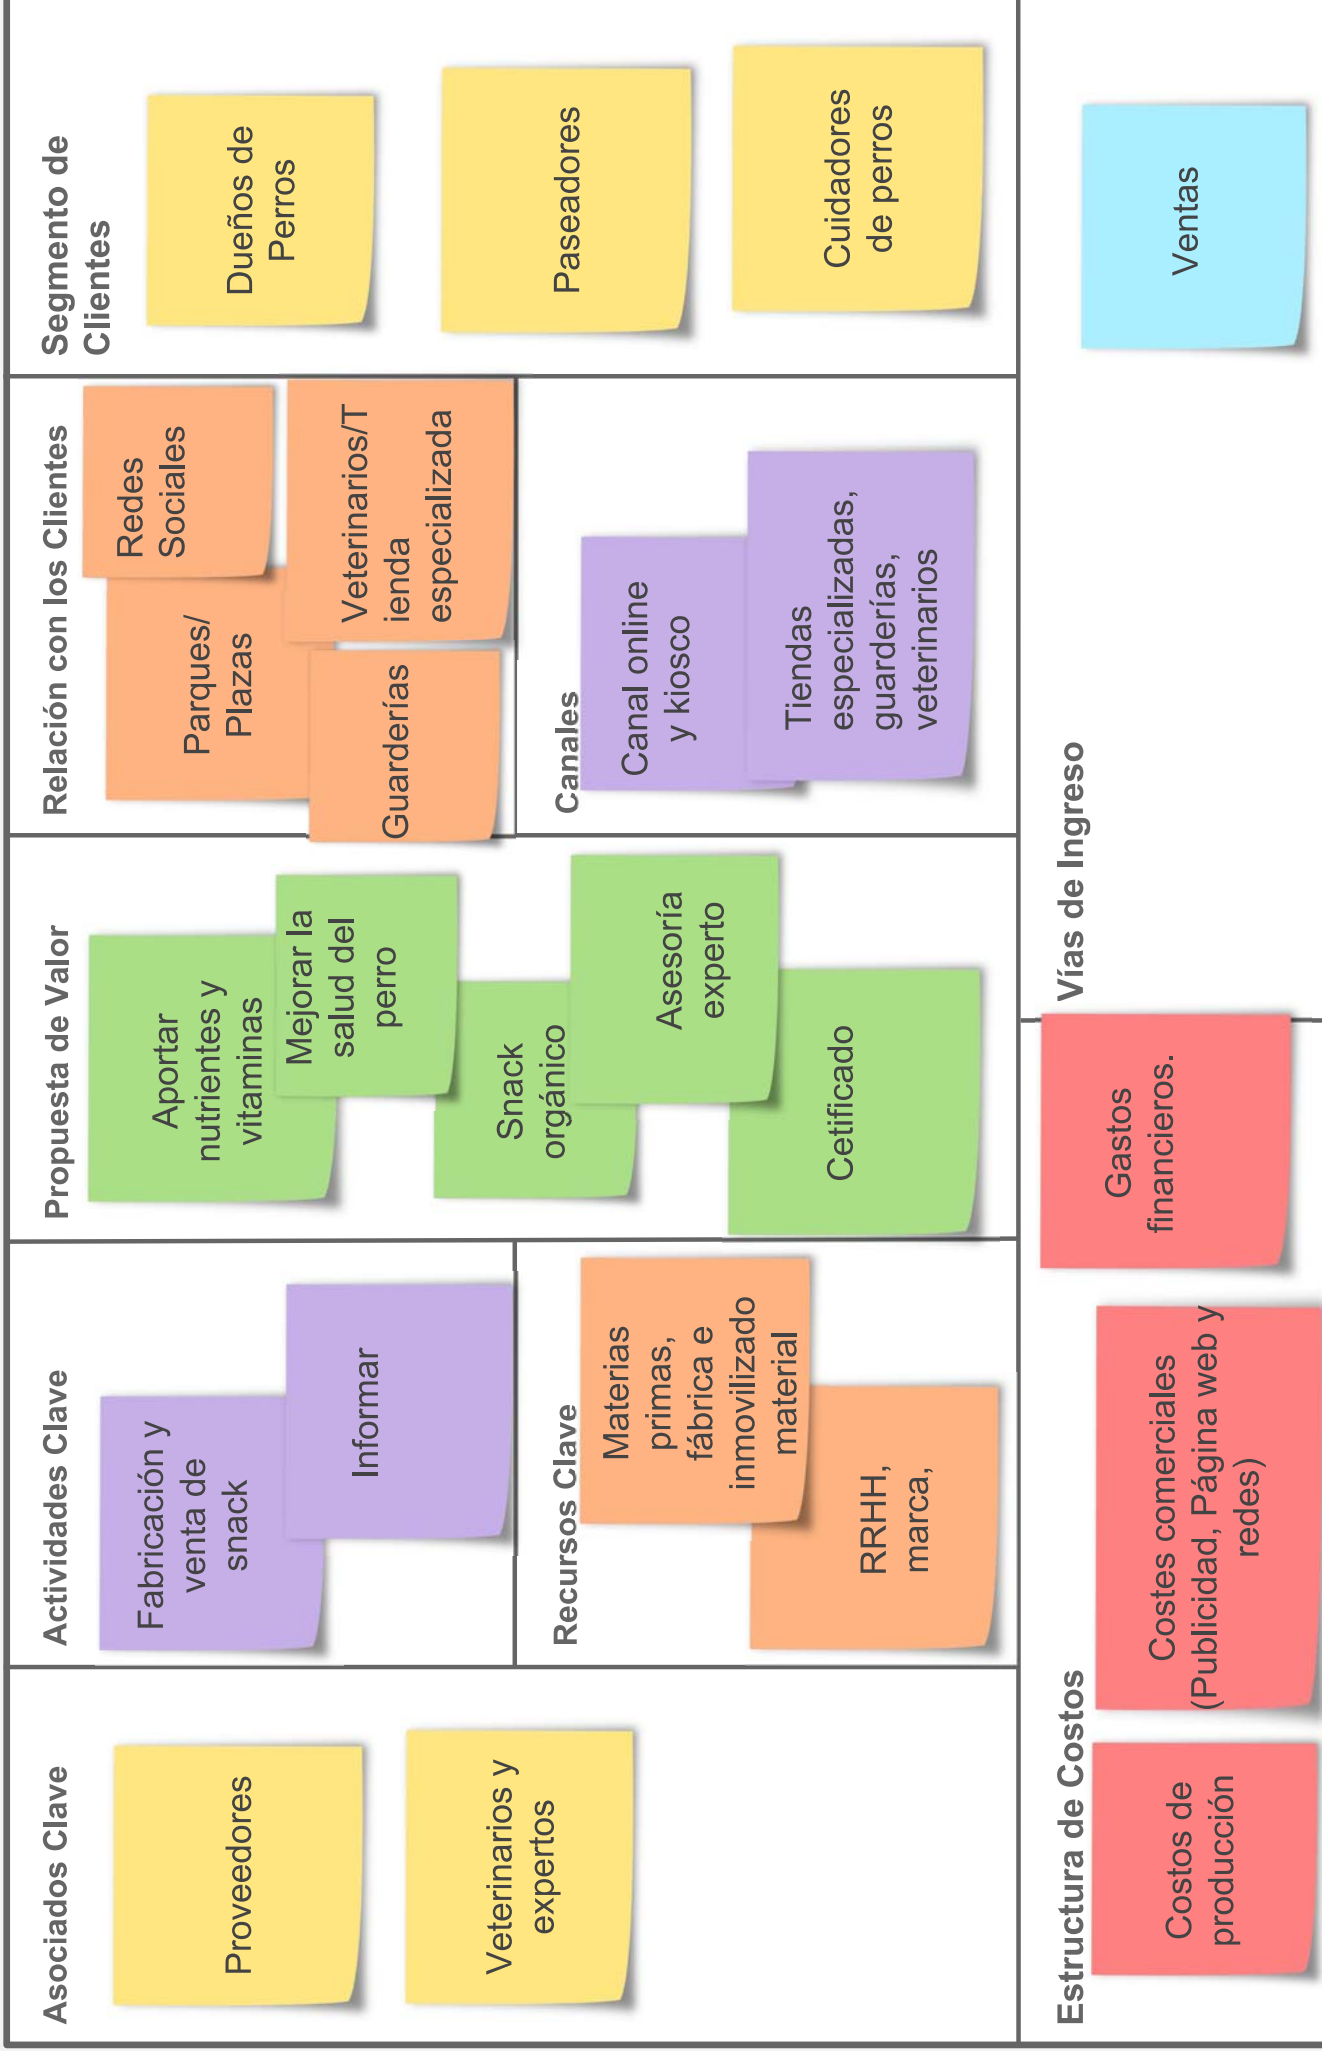 Asociados Clave
Proveedores
Veterinarios y
expertos
Actividades Clave
Fabricación y
venta de
snack
Informar
Recursos Clave
Materias
primas,
fábrica e
inmovilizado
material
RRHH,
marca,
Propuesta de Valor
Aportar
nutrientes y
vitaminas
Mejorar la
salud del
perro
Snack
orgánico
Asesoría
experto
Cetificado
Relación con los Clientes
Redes
Sociales
Parques/
Plazas
Veterinarios/T
ienda
especializada
Guarderías
Canales
Canal online
y kiosco
Tiendas
especializadas,
guarderías,
veterinarios
Segmento de
Clientes
Dueños de
Perros
Paseadores
Cuidadores
de perros
Estructura de Costos
Costos de
producción
Costes comerciales
(Publicidad, Página web y
redes)
Gastos
financieros.
Vías de Ingreso
Ventas